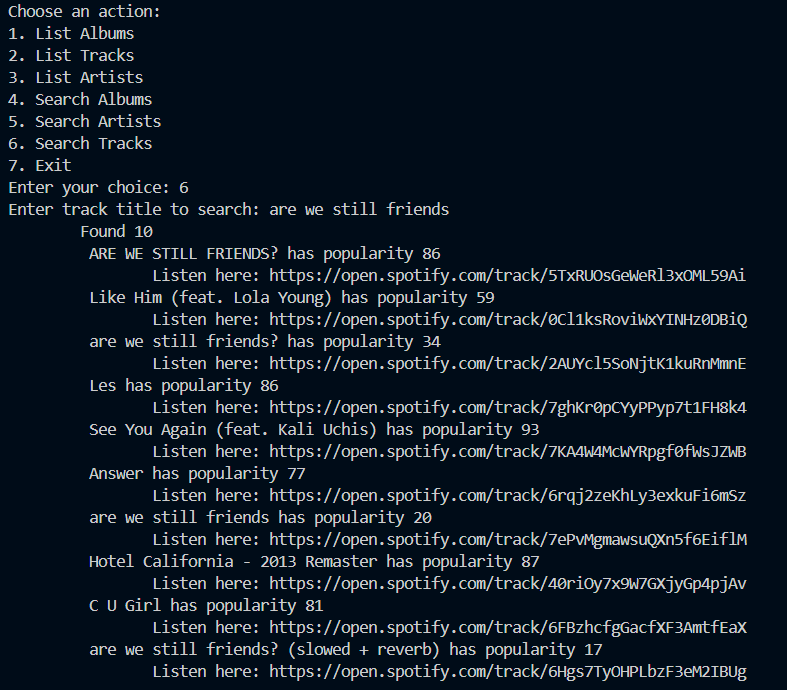 Choose an action:
1. List Albums
2. List Tracks
3. List Artists
4. Search Albums
5. Search Artists
6. Search Tracks
7. Exit
Enter your choice: 6
Enter track title to search: are we still friends
Found 10
ARE WE STILL FRIENDS? has popularity 86
Listen here: https://open.spotify.com/track/5TxRUOsGeWeRl3xOML59Ai
Like Him (feat. Lola Young) has popularity 59
Listen here: https://open.spotify.com/track/0Cl1ksRoviWxYINHz0DBiQ
are we still friends? has popularity 34
Listen here: https://open.spotify.com/track/2AUYcl5SoNjtK1kuRnMmnE
Les has popularity 86
Listen here: https://open.spotify.com/track/7ghKr0pCYyPPyp7t1FH8k4
See You Again (feat. Kali Uchis) has popularity 93
Listen here: https://open.spotify.com/track/7KA4W4McWYRpgf0fWsJZWB
Answer has popularity 77
Listen here: https://open.spotify.com/track/6rqj2zeKhLy3exkuFi6mSz
are we still friends has popularity 20
Listen here: https://open.spotify.com/track/7ePvMgmawsuQXn5f6EiflM
Hotel California - 2013 Remaster has popularity 87
Listen here: https://open.spotify.com/track/40riOy7x9W7GXjyGp4pjAv
C U Girl has popularity 81
Listen here: https://open.spotify.com/track/6FBzhcfgGacfXF3AmtfEaX
are we still friends? (slowed + reverb) has popularity 17
Listen here: https://open.spotify.com/track/6Hgs7TyOHPLbzF3eM2IBUg